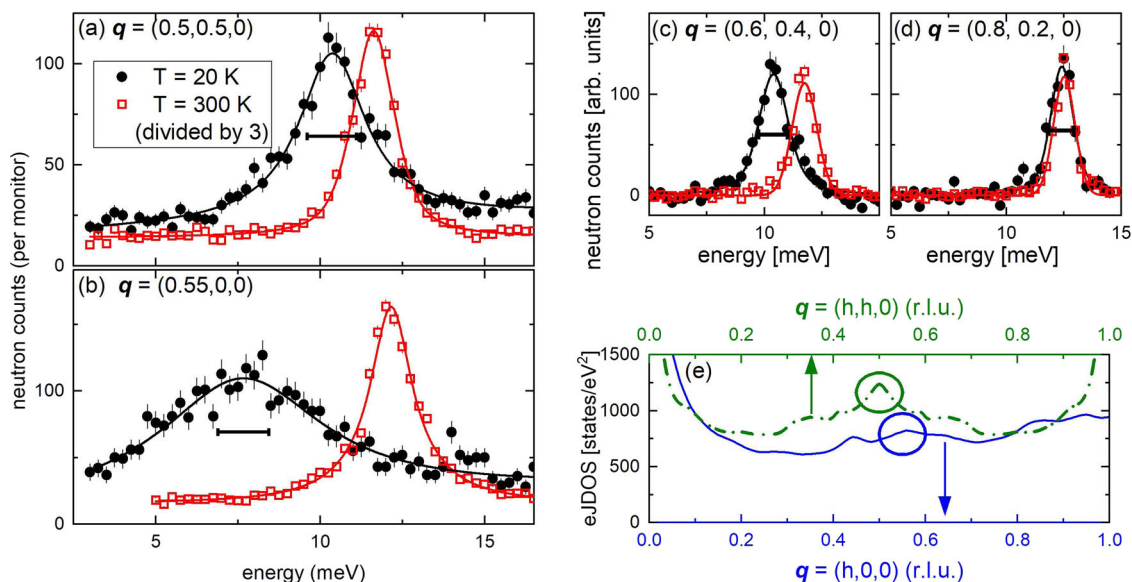 (a) q = (0.5,0.5,0)
T = 20 K
T = 300 K
(divided by 3)
100
50
0
neutron counts (per monitor)
(b) q = (0.55,0,0)
100
50
0
5 10 15
energy (meV)
(c) q = (0.6, 0.4, 0)
(d) q = (0.8, 0.2, 0)
neutron counts [arb. units]
100
0
5 10 5 10 15
energy [meV] energy [meV]
q = (h,h,0) (r.l.u.)
0.0 0.2 0.4 0.6 0.8 1.0
(e)
eJDOS [states/eV²]
1500
1000
500
0
0.0 0.2 0.4 0.6 0.8 1.0
q = (h,0,0) (r.l.u.)